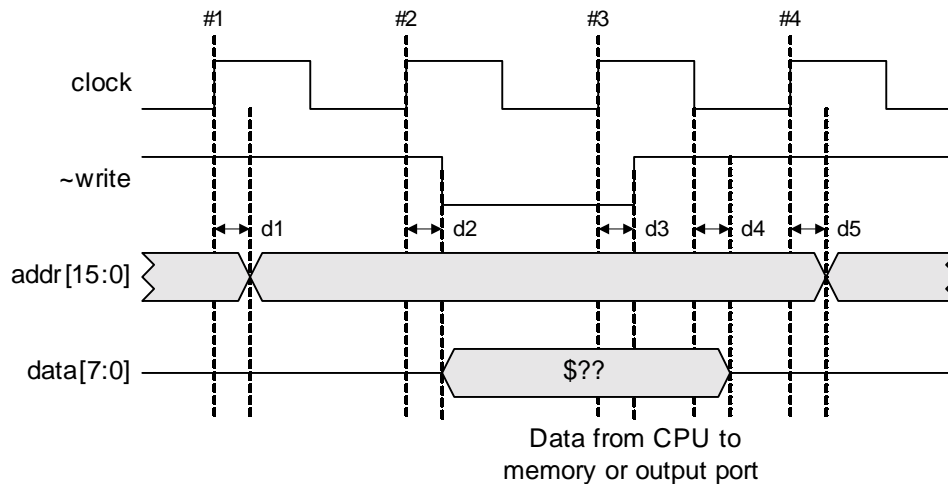 #1 #2 #3 #4
clock
~write
d1 d2 d3 d4 d5
addr[15:0]
data[7:0] $??
Data from CPU to
memory or output port